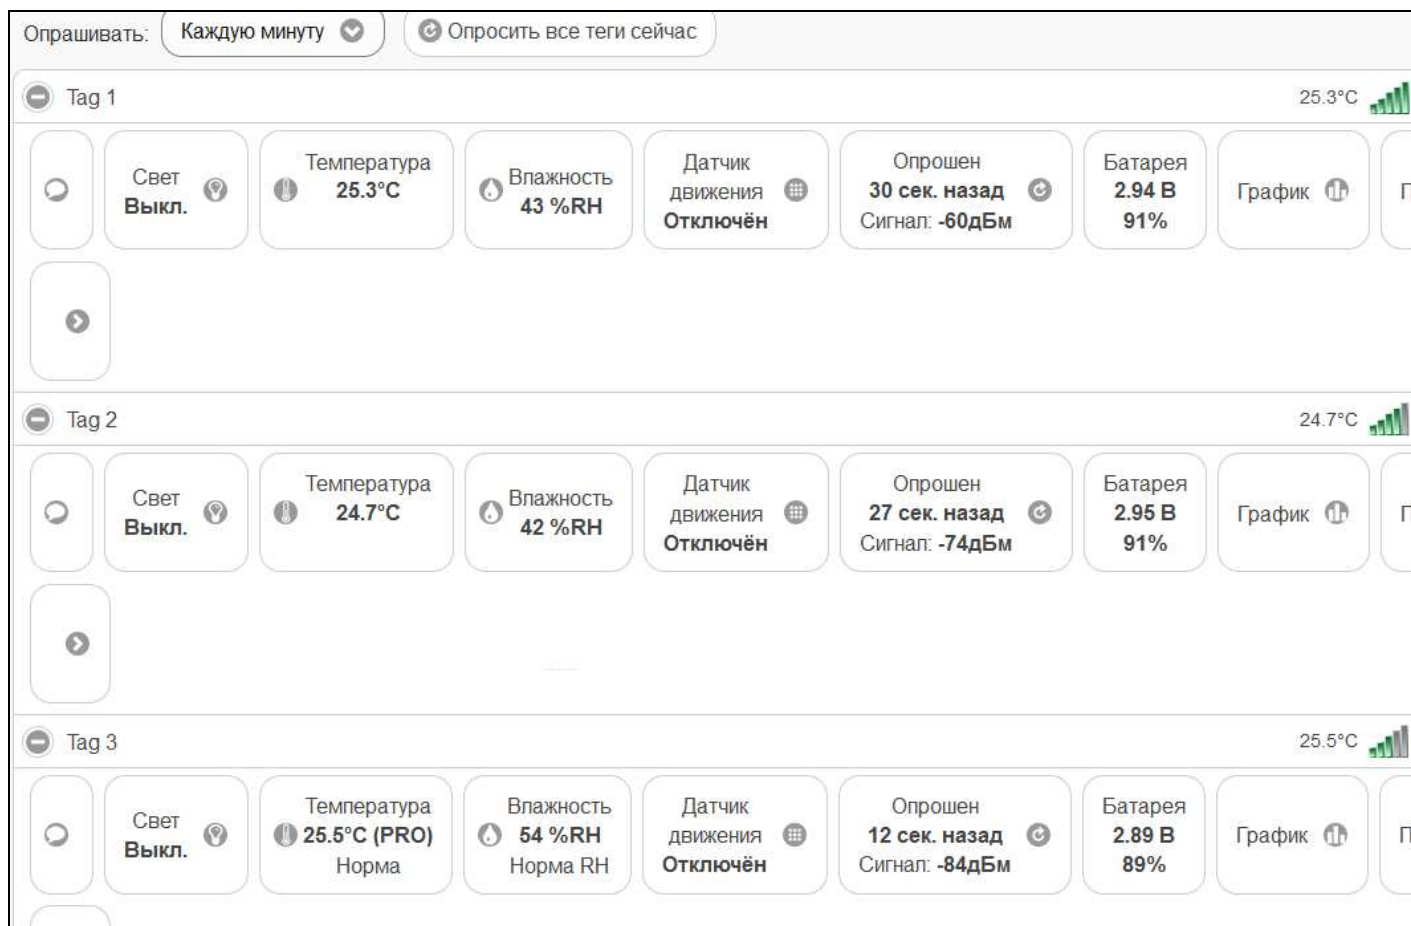 Опрашивать: Каждую минуту Опросить все теги сейчас
Tag 1 25.3°C
Свет
Выкл.
Температура
25.3°C
Влажность
43 %RH
Датчик
движения
Отключён
Опрошен
30 сек. назад
Сигнал: -60дБм
Батарея
2.94 В
91%
График
Tag 2 24.7°C
Свет
Выкл.
Температура
24.7°C
Влажность
42 %RH
Датчик
движения
Отключён
Опрошен
27 сек. назад
Сигнал: -74дБм
Батарея
2.95 В
91%
График
Tag 3 25.5°C
Свет
Выкл.
Температура
25.5°C (PRO)
Норма
Влажность
54 %RH
Норма RH
Датчик
движения
Отключён
Опрошен
12 сек. назад
Сигнал: -84дБм
Батарея
2.89 В
89%
График